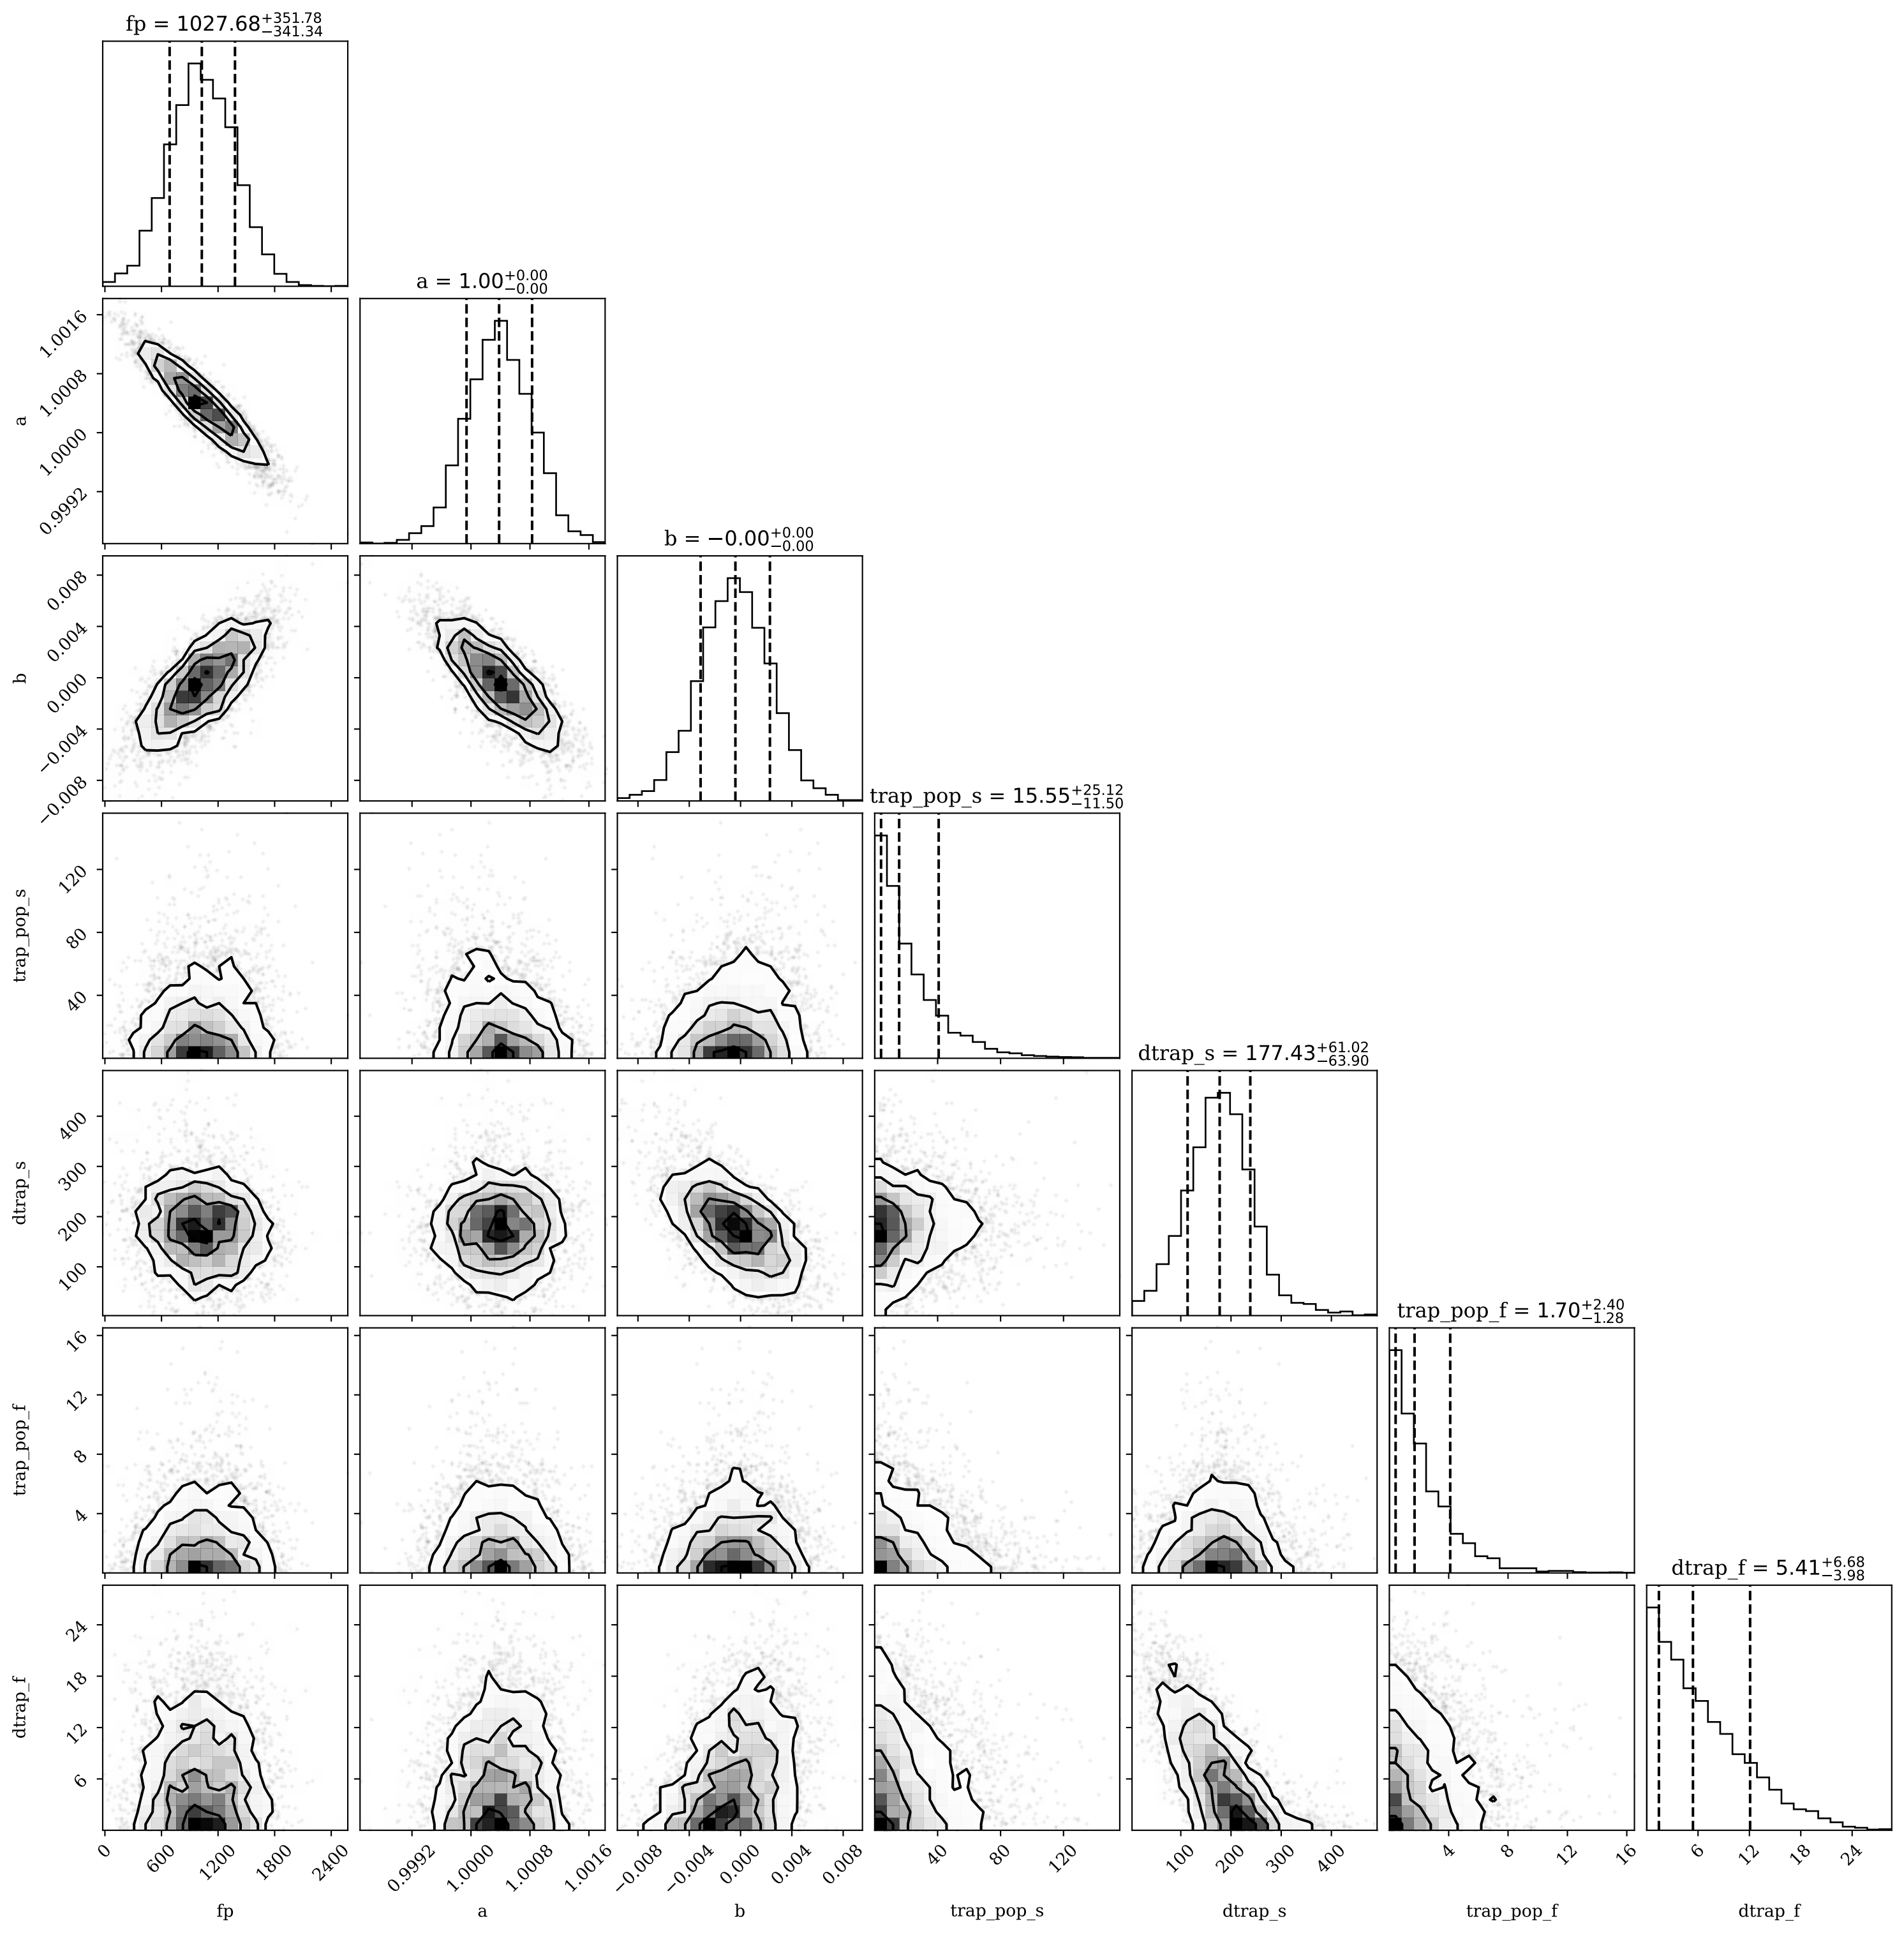 fp = 1027.68+351.78−341.34
a = 1.00+0.00−0.00
1.0016
1.0008
1.0000
0.9992
a
b = −0.00+0.00−0.00
0.008
0.004
0.000
−0.004
−0.008
b
trap_pop_s = 15.55+25.12−11.50
120
80
40
trap_pop_s
dtrap_s = 177.43+61.02−63.90
400
300
200
100
dtrap_s
trap_pop_f = 1.70+2.40−1.28
16
12
8
4
trap_pop_f
dtrap_f = 5.41+6.68−3.98
24
18
12
6
dtrap_f
0 600 1200 1800 2400 0.9992 1.0000 1.0008 1.0016 −0.008 −0.004 0.000 0.004 0.008 40 80 120 100 200 300 400 4 8 12 16 6 12 18 24
fp a b trap_pop_s dtrap_s trap_pop_f dtrap_f